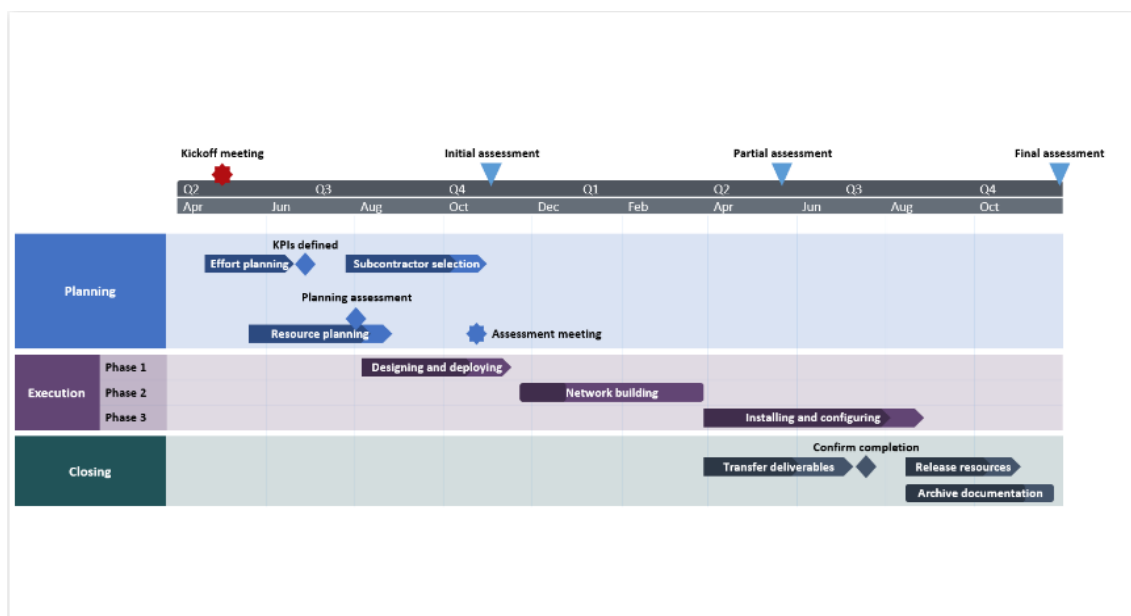 Kickoff meeting Initial assessment Partial assessment Final assessment
Q2 Q3 Q4 Q1 Q2 Q3 Q4
Apr Jun Aug Oct Dec Feb Apr Jun Aug Oct
Planning
KPIs defined
Effort planning Subcontractor selection
Planning assessment
Resource planning Assessment meeting
Execution
Phase 1 Designing and deploying
Phase 2 Network building
Phase 3 Installing and configuring
Closing
Confirm completion
Transfer deliverables Release resources
Archive documentation